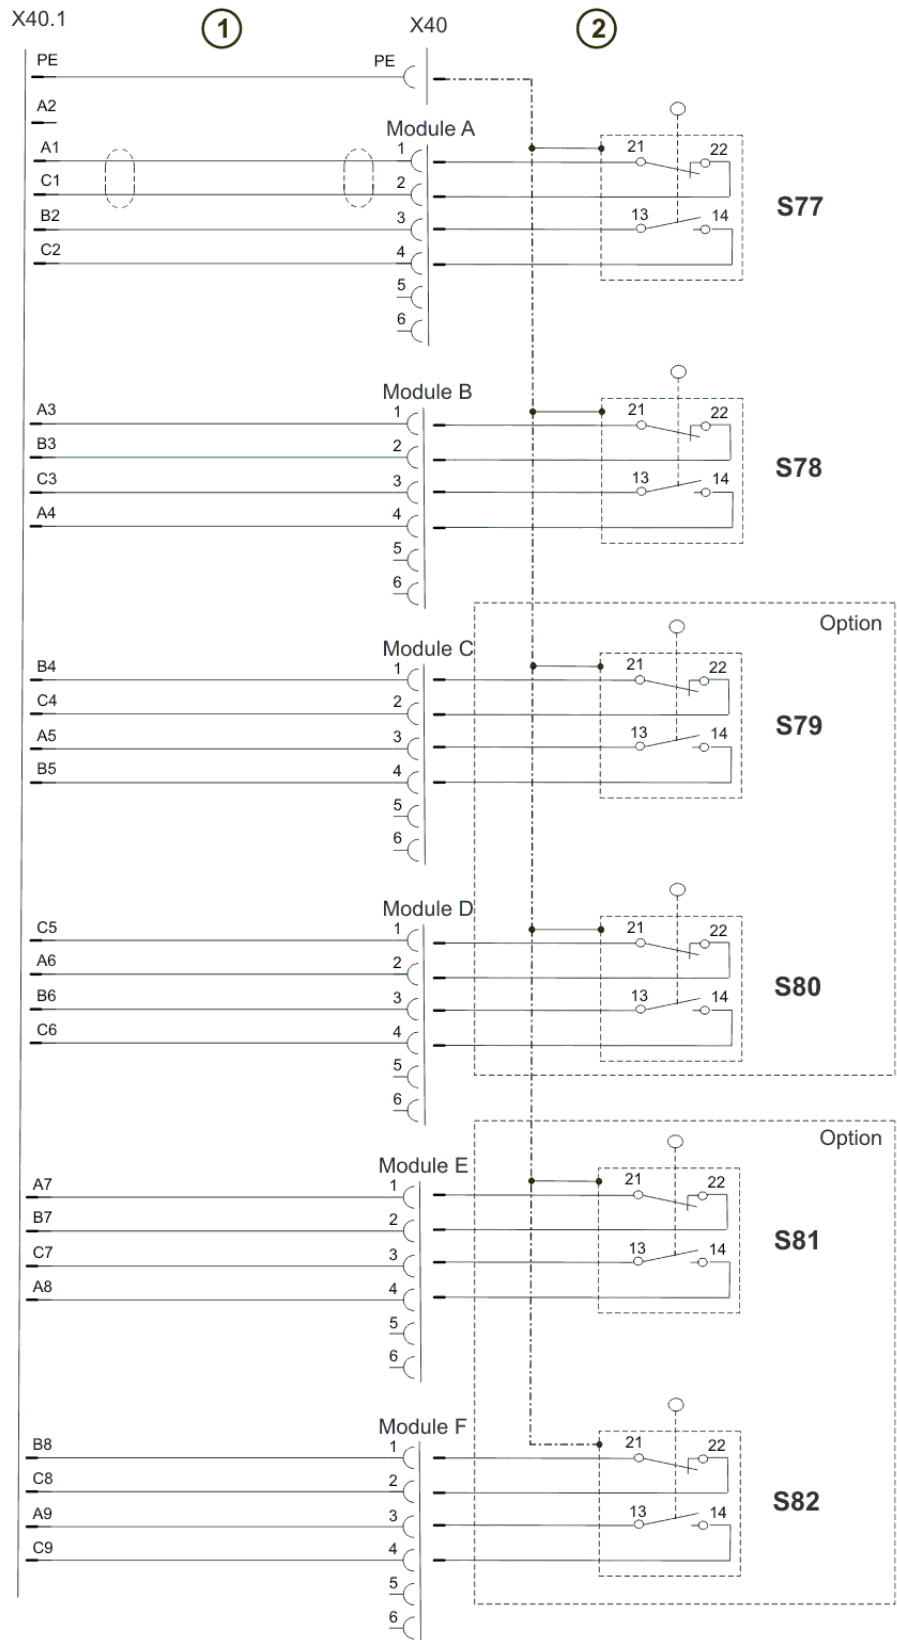 X40.1 1 X40 2
PE PE
A2
Module A
A1 1 21 22
C1 2
S77
B2 3 13 14
C2 4
5
6
Module B
A3 1 21 22
B3 2
S78
C3 3 13 14
A4 4
5
6
Option
Module C
B4 1 21 22
C4 2
S79
A5 3 13 14
B5 4
5
6
Module D
C5 1 21 22
A6 2
S80
B6 3 13 14
C6 4
5
6
Option
Module E
A7 1 21 22
B7 2
S81
C7 3 13 14
A8 4
5
6
Module F
B8 1 21 22
C8 2
S82
A9 3 13 14
C9 4
5
6